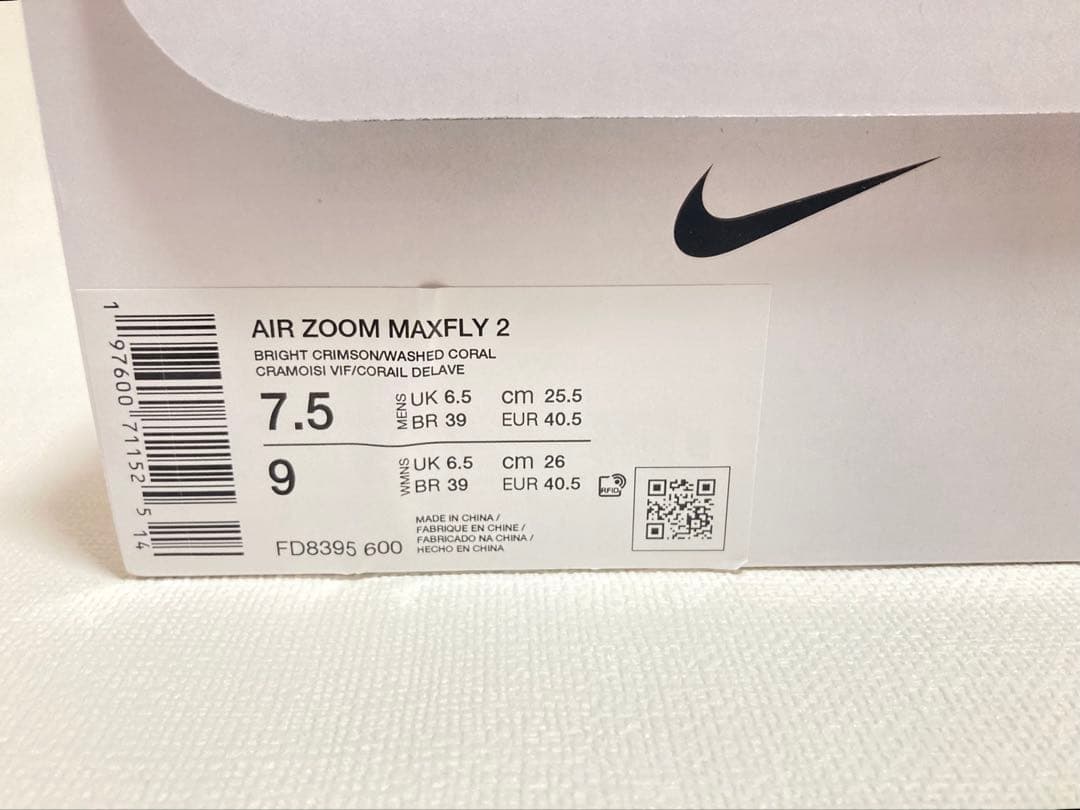 AIR ZOOM MAXFLY 2
BRIGHT CRIMSON/WASHED CORAL
CRAMOISI VIF/CORAIL DELAVE
7.5
MENS
UK 6.5 cm 25.5
BR 39 EUR 40.5
9
WMNS
UK 6.5 cm 26
BR 39 EUR 40.5
RFID
MADE IN CHINA /
FABRIQUE EN CHINE /
FABRICADO NA CHINA /
HECHO EN CHINA
FD8395 600
1 97600 71152 5 14